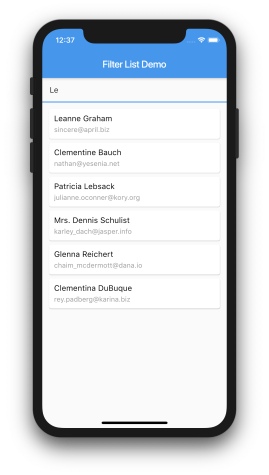 12:37
Filter List Demo
Le
Leanne Graham
sincere@april.biz
Clementine Bauch
nathan@yesenia.net
Patricia Lebsack
julianne.oconner@kory.org
Mrs. Dennis Schulist
karley_dach@jasper.info
Glenna Reichert
chaim_mcdermott@dana.io
Clementina DuBuque
rey.padberg@karina.biz